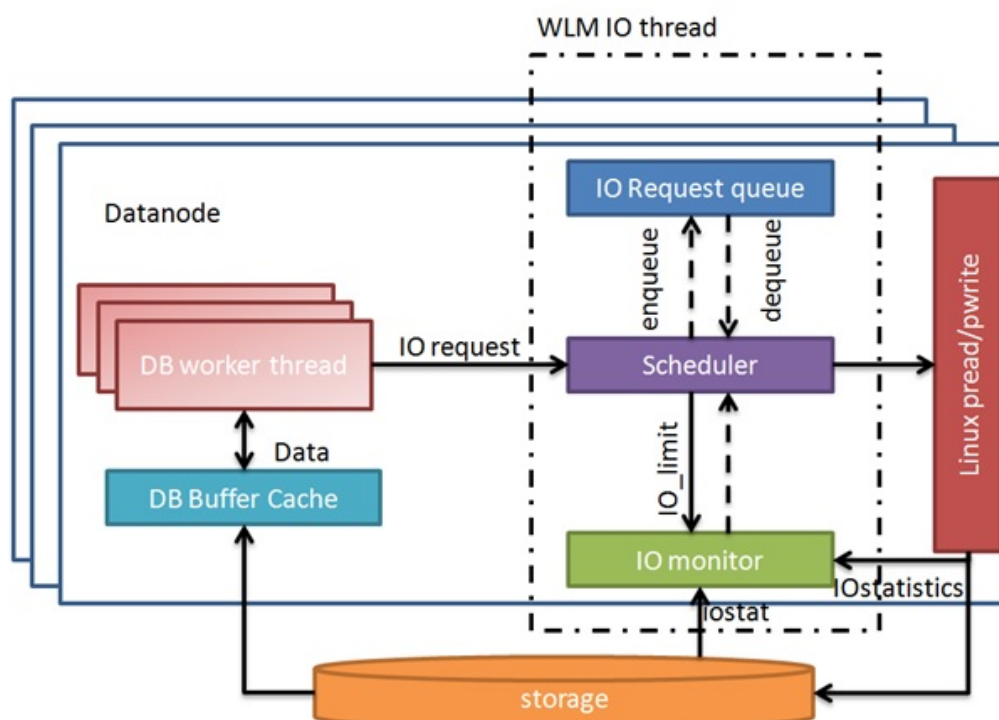 WLM IO thread
IO Request queue
Datanode
enqueue
dequeue
DB worker thread
IO request
Scheduler
Linux pread/pwrite
Data
IO_limit
DB Buffer Cache
IO monitor
IOstatistics
iostat
storage